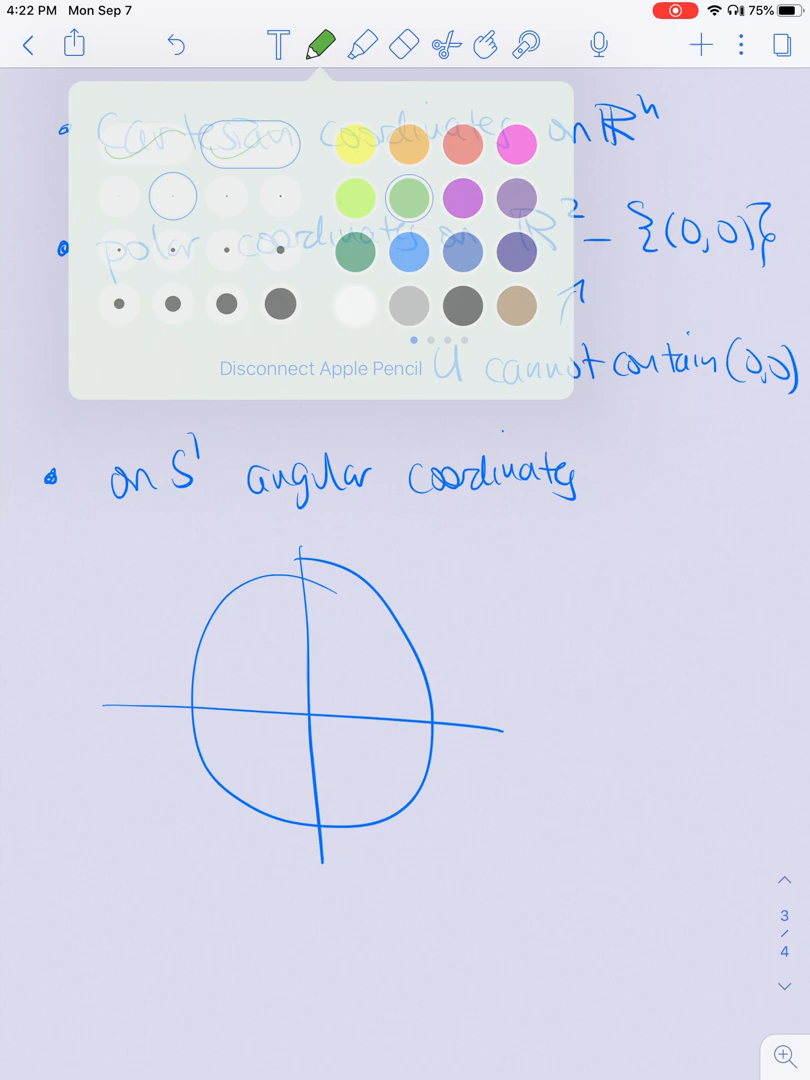 4:22 PM Mon Sep 7 75%
• Cartesian coordinates on ℝⁿ
• polar coordinates on ℝ² − {(0,0)}
↗
U cannot contain (0,0)
Disconnect Apple Pencil
• on S¹ angular coordinates
3
/
4